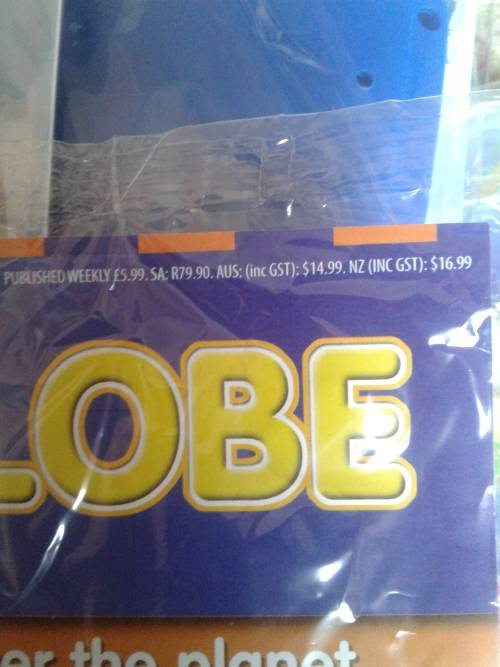 PUBLISHED WEEKLY £5.99. SA: R79.90. AUS: (inc GST): $14.99. NZ (INC GST): $16.99
LOBE
er the planet